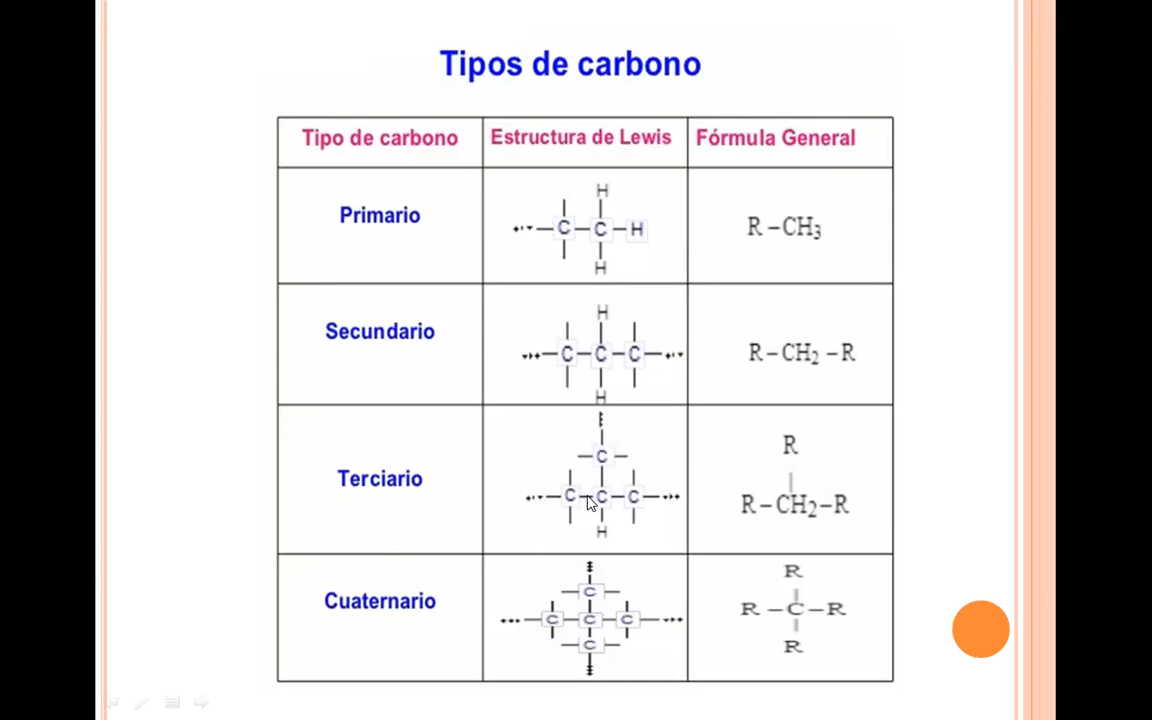 Tipos de carbono
Tipo de carbono Estructura de Lewis Fórmula General
Primario
H
C C H
H
R-CH₃
Secundario
H
C C C
H
R-CH₂-R
Terciario
C
C C C
H
R
R-CH₂-R
Cuaternario
C
C C C
C
R
R-C-R
R